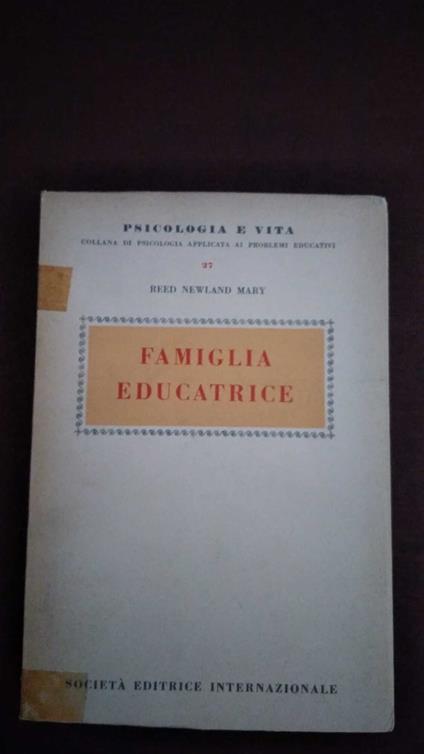 PSICOLOGIA E VITA
COLLANA DI PSICOLOGIA APPLICATA AI PROBLEMI EDUCATIVI
27
REED NEWLAND MARY
FAMIGLIA
EDUCATRICE
SOCIETÀ EDITRICE INTERNAZIONALE